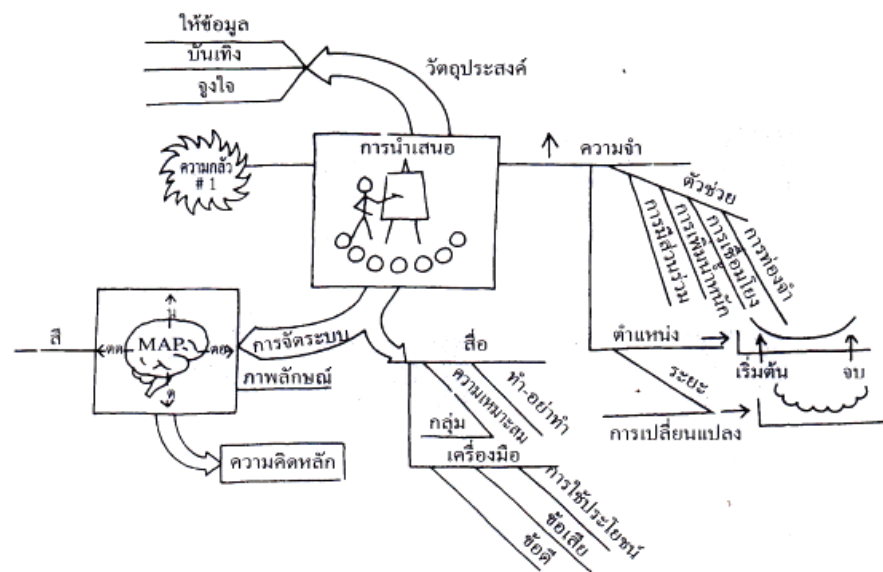 ให้ข้อมูล
บันเทิง
จูงใจ
วัตถุประสงค์
ความกลัว
# 1
การนำเสนอ
ความจำ
ตัวช่วย
การมีส่วนร่วม
การเพิ่มน้ำหนัก
การเชื่อมโยง
การท่องจำ
ตำแหน่ง
เริ่มต้น
จบ
ระยะ
การเปลี่ยนแปลง
สี
MAP
น
ตต
ตอ
ต
การจัดระบบ
ภาพลักษณ์
ความคิดหลัก
สื่อ
ทำ-อย่าทำ
ความเหมาะสม
กลุ่ม
เครื่องมือ
การใช้ประโยชน์
ข้อเสีย
ข้อดี